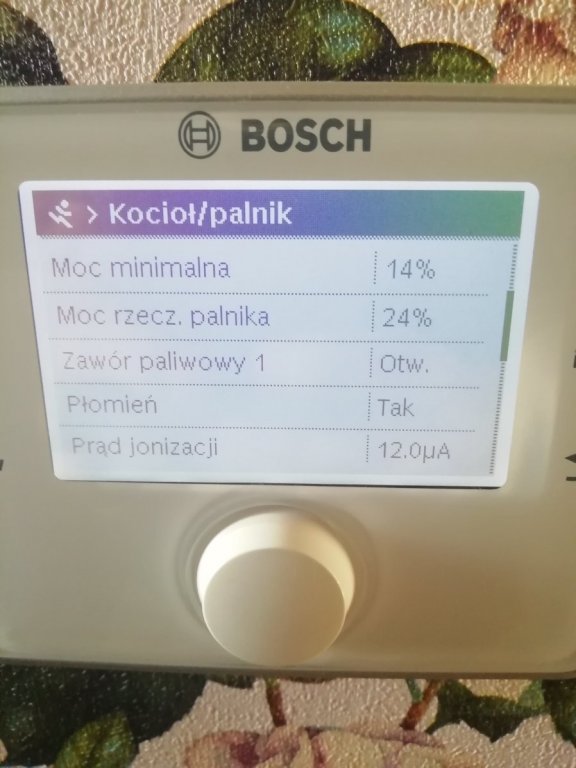 BOSCH
> Kocioł/palnik
Moc minimalna 14%
Moc rzecz. palnika 24%
Zawór paliwowy 1 Otw.
Płomień Tak
Prąd jonizacji 12.0µA